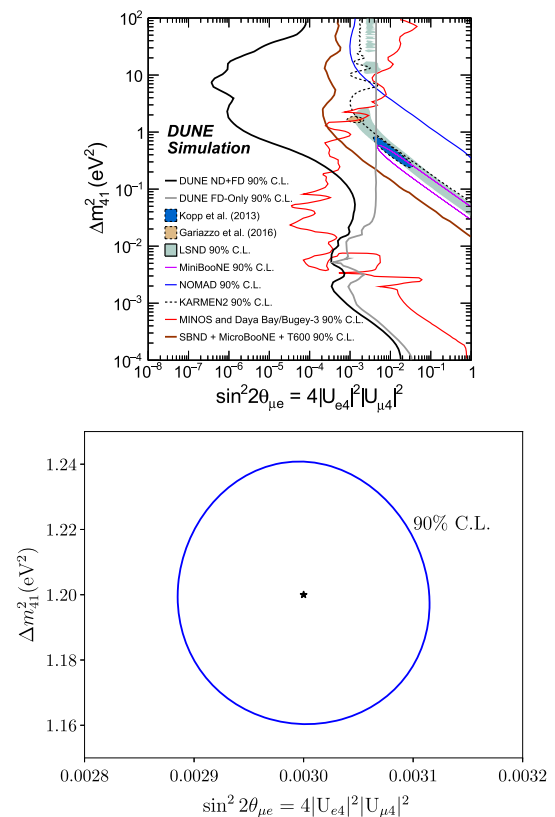 10²
10
1
10⁻¹
10⁻²
10⁻³
10⁻⁴
Δm²₄₁(eV²)
DUNE
Simulation
DUNE ND+FD 90% C.L.
DUNE FD-Only 90% C.L.
Kopp et al. (2013)
Gariazzo et al. (2016)
LSND 90% C.L.
MiniBooNE 90% C.L.
NOMAD 90% C.L.
KARMEN2 90% C.L.
MINOS and Daya Bay/Bugey-3 90% C.L.
SBND + MicroBooNE + T600 90% C.L.
10⁻⁸ 10⁻⁷ 10⁻⁶ 10⁻⁵ 10⁻⁴ 10⁻³ 10⁻² 10⁻¹ 1
sin²2θμe = 4|Ue4|²|Uμ4|²
1.24
1.22
1.20
1.18
1.16
Δm²₄₁(eV²)
90% C.L.
0.0028 0.0029 0.0030 0.0031 0.0032
sin² 2θμe = 4|Ue4|²|Uμ4|²